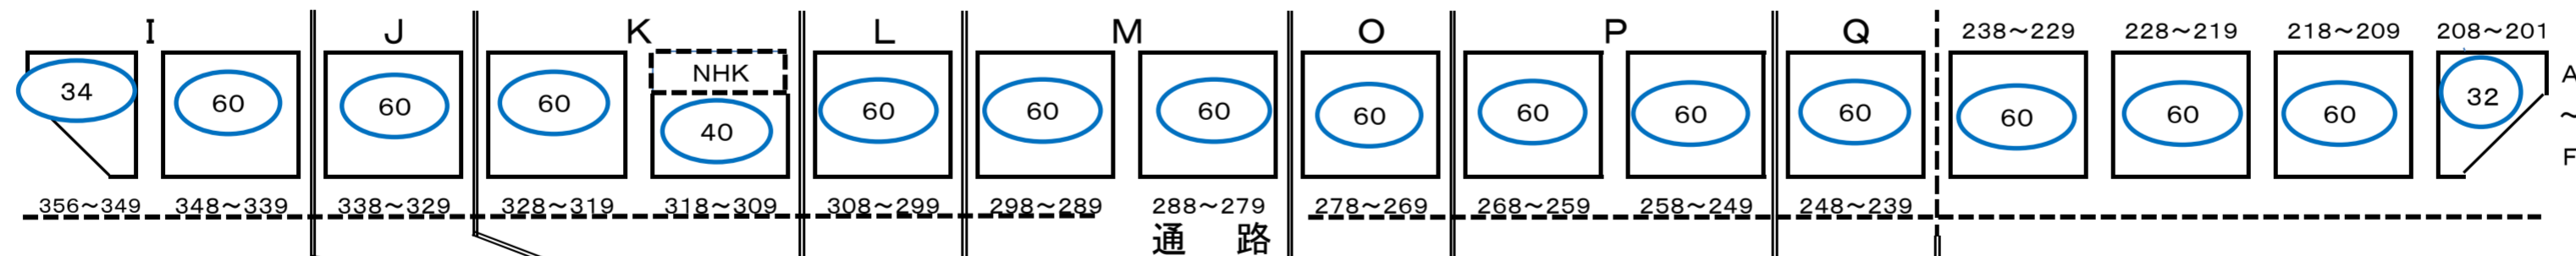 I J K L M O P Q 238～229 228～219 218～209 208～201
NHK
34 60 60 60 40 60 60 60 60 60 60 60 60 60 60 32
A
～
F
356～349 348～339 338～329 328～319 318～309 308～299 298～289 288～279 278～269 268～259 258～249 248～239
通 路